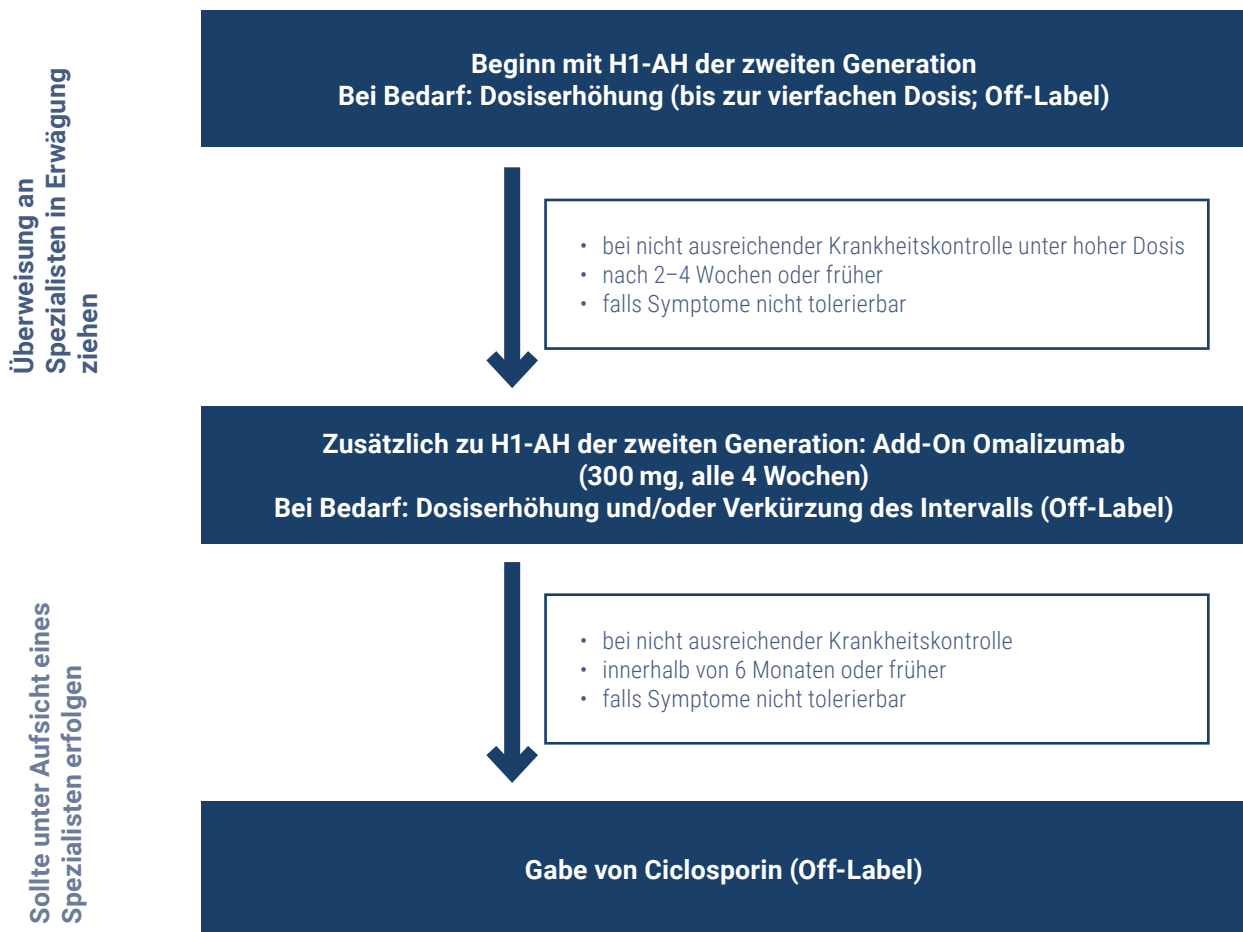 Überweisung an
Spezialisten in Erwägung
ziehen
Beginn mit H1-AH der zweiten Generation
Bei Bedarf: Dosiserhöhung (bis zur vierfachen Dosis; Off-Label)
• bei nicht ausreichender Krankheitskontrolle unter hoher Dosis
• nach 2–4 Wochen oder früher
• falls Symptome nicht tolerierbar
Zusätzlich zu H1-AH der zweiten Generation: Add-On Omalizumab
(300 mg, alle 4 Wochen)
Bei Bedarf: Dosiserhöhung und/oder Verkürzung des Intervalls (Off-Label)
Sollte unter Aufsicht eines
Spezialisten erfolgen
• bei nicht ausreichender Krankheitskontrolle
• innerhalb von 6 Monaten oder früher
• falls Symptome nicht tolerierbar
Gabe von Ciclosporin (Off-Label)